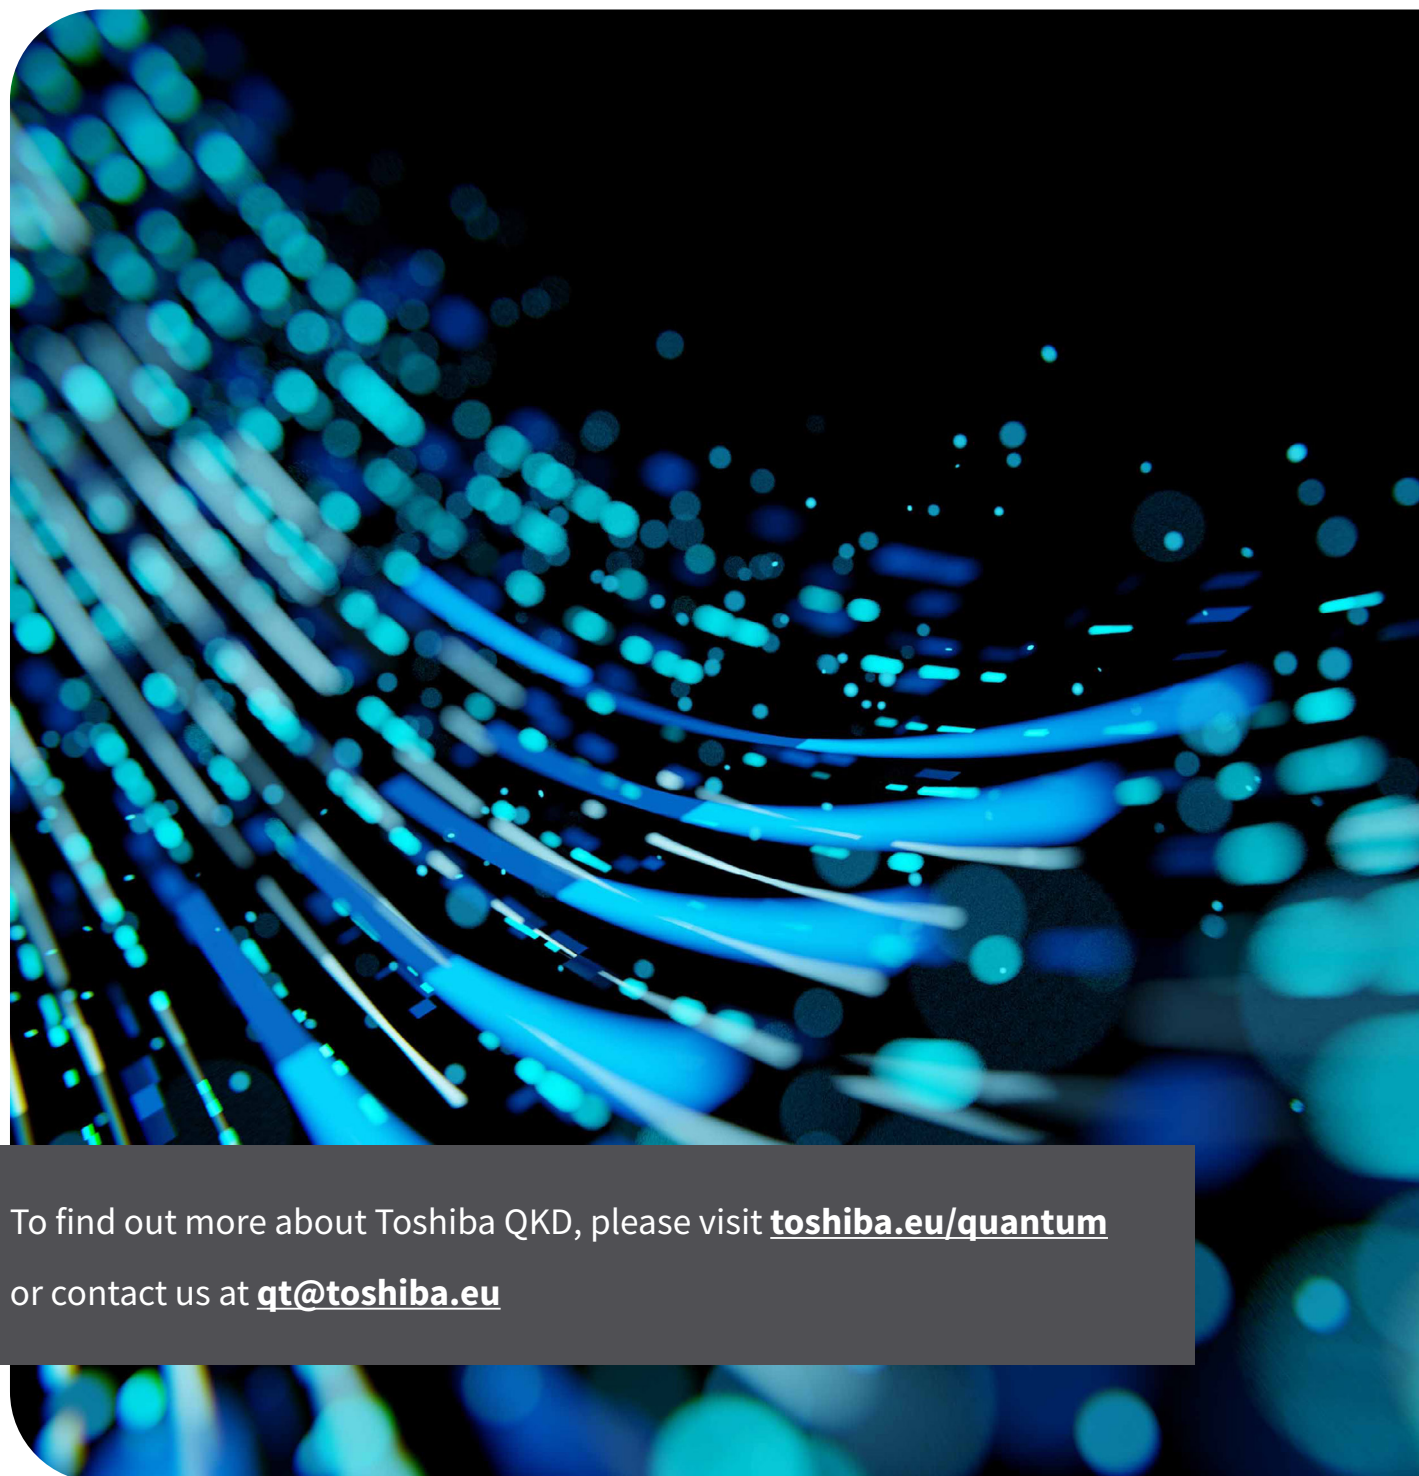 To find out more about Toshiba QKD, please visit toshiba.eu/quantum
or contact us at qt@toshiba.eu